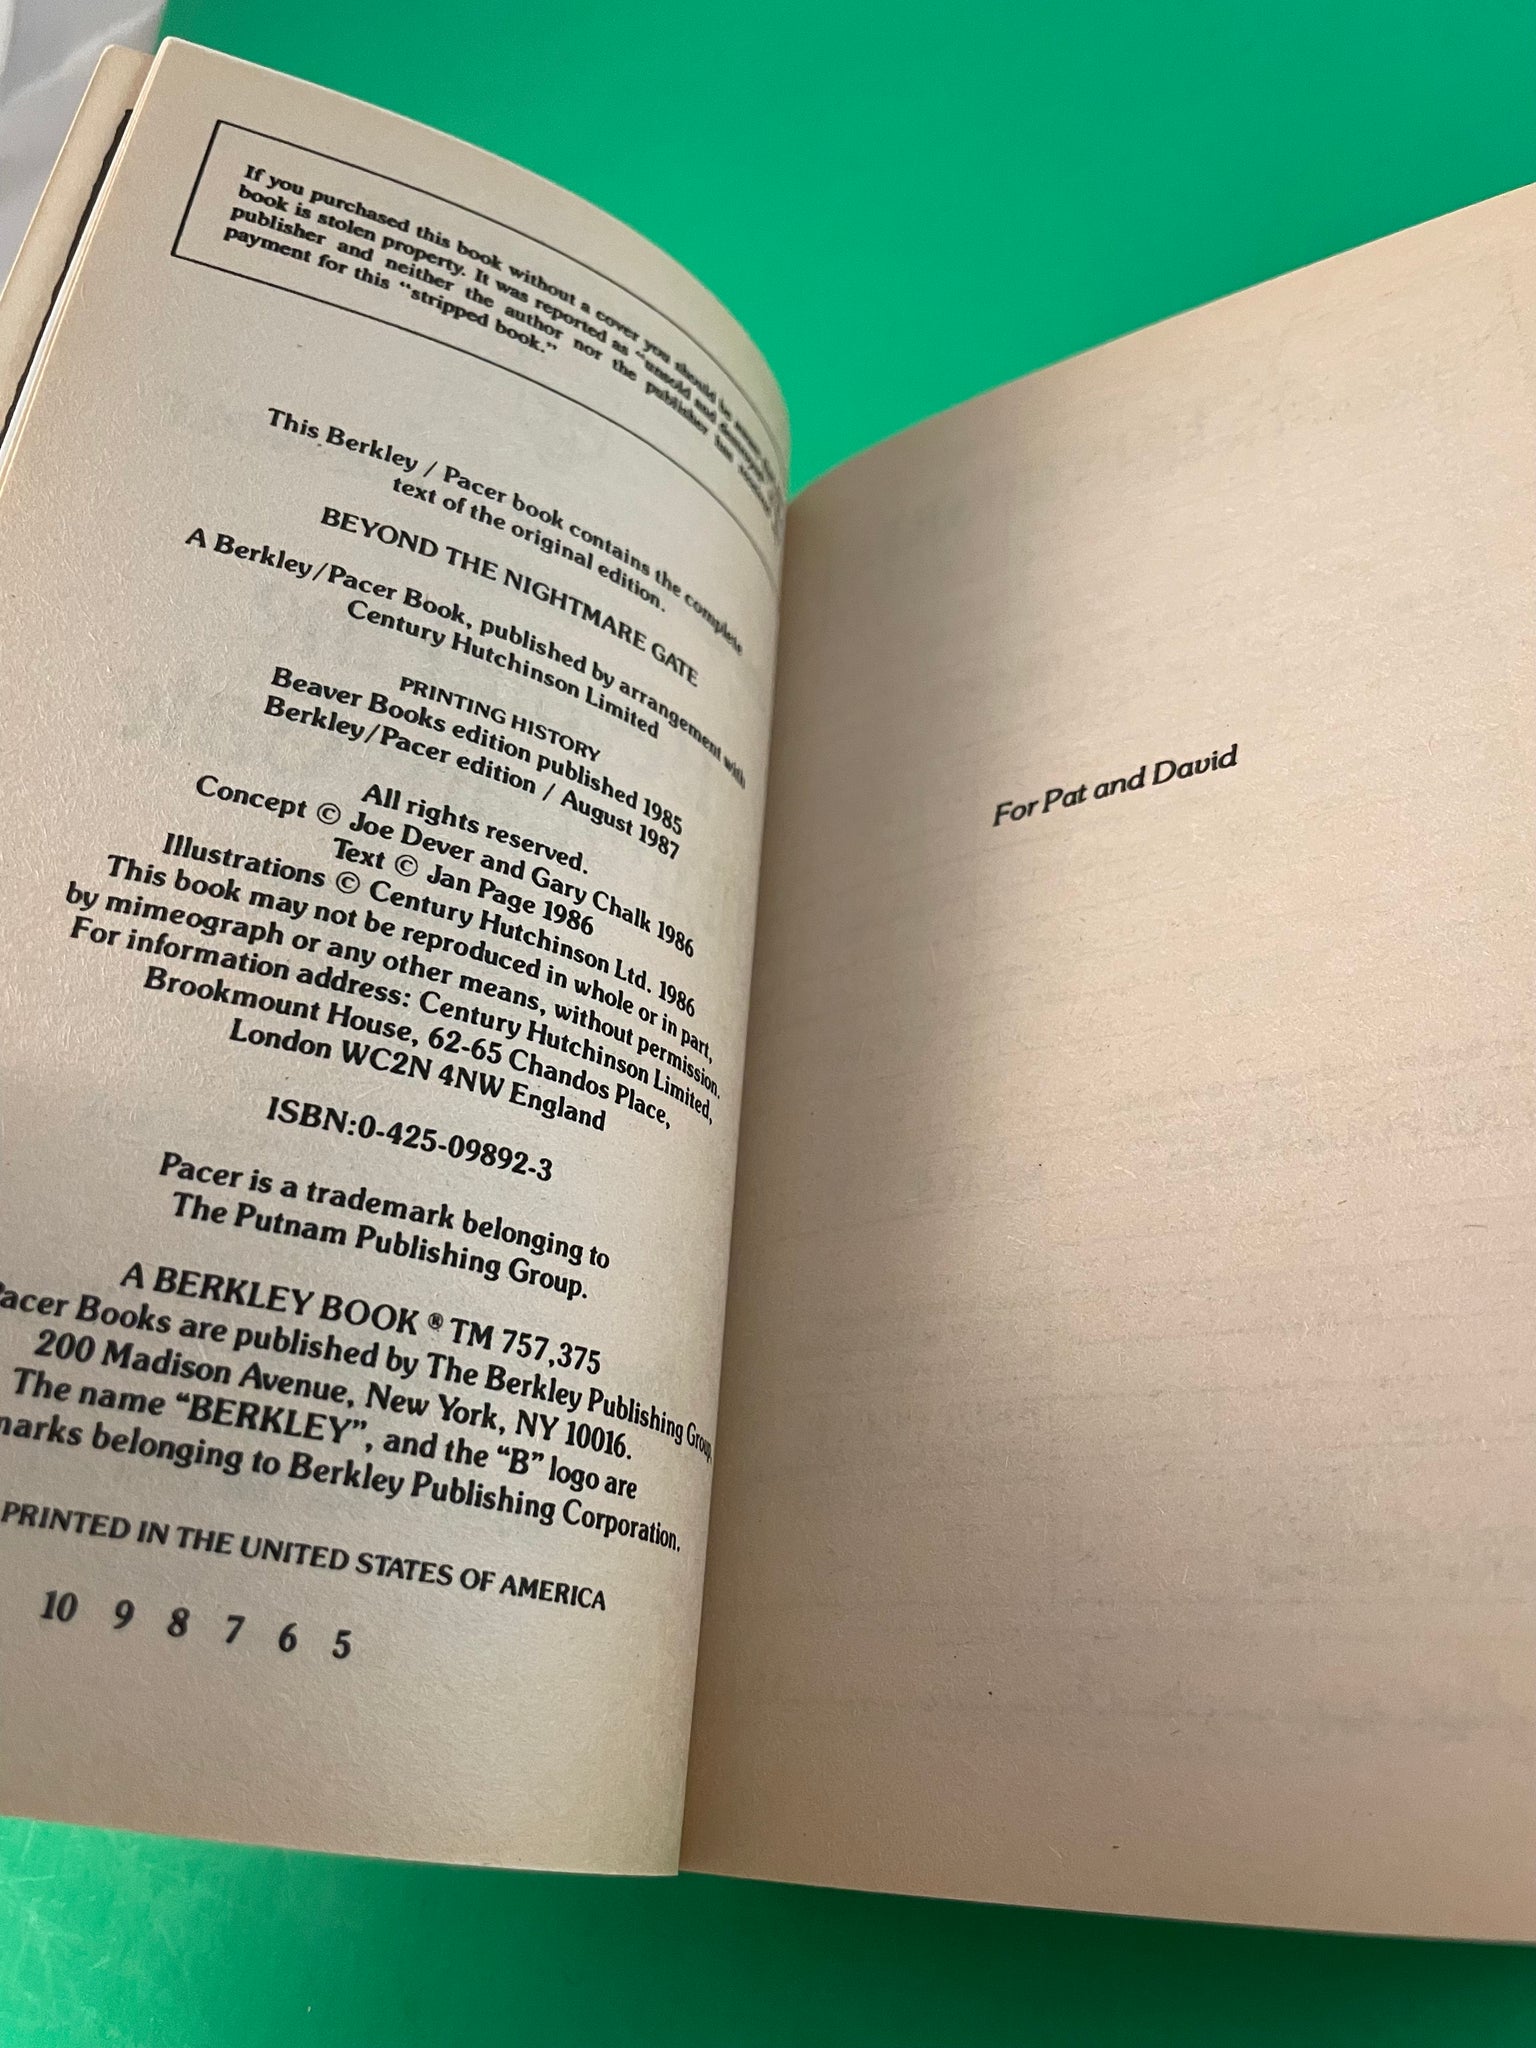 If you purchased this book without a cover you should be aware that this
book is stolen property. It was reported as "unsold and destroyed"
publisher and neither the author nor the publisher has received
payment for this "stripped book."
This Berkley / Pacer book contains the complete
text of the original edition.
BEYOND THE NIGHTMARE GATE
A Berkley/Pacer Book, published by arrangement with
Century Hutchinson Limited
PRINTING HISTORY
Beaver Books edition published 1985
Berkley/Pacer edition / August 1987
All rights reserved.
Concept © Joe Dever and Gary Chalk 1986
Text © Jan Page 1986
Illustrations © Century Hutchinson Ltd. 1986
This book may not be reproduced in whole or in part,
by mimeograph or any other means, without permission.
For information address: Century Hutchinson Limited,
Brookmount House, 62-65 Chandos Place,
London WC2N 4NW England
ISBN:0-425-09892-3
Pacer is a trademark belonging to
The Putnam Publishing Group.
A BERKLEY BOOK ® TM 757,375
Pacer Books are published by The Berkley Publishing Group,
200 Madison Avenue, New York, NY 10016.
The name "BERKLEY", and the "B" logo are
marks belonging to Berkley Publishing Corporation.
PRINTED IN THE UNITED STATES OF AMERICA
10 9 8 7 6 5
For Pat and David